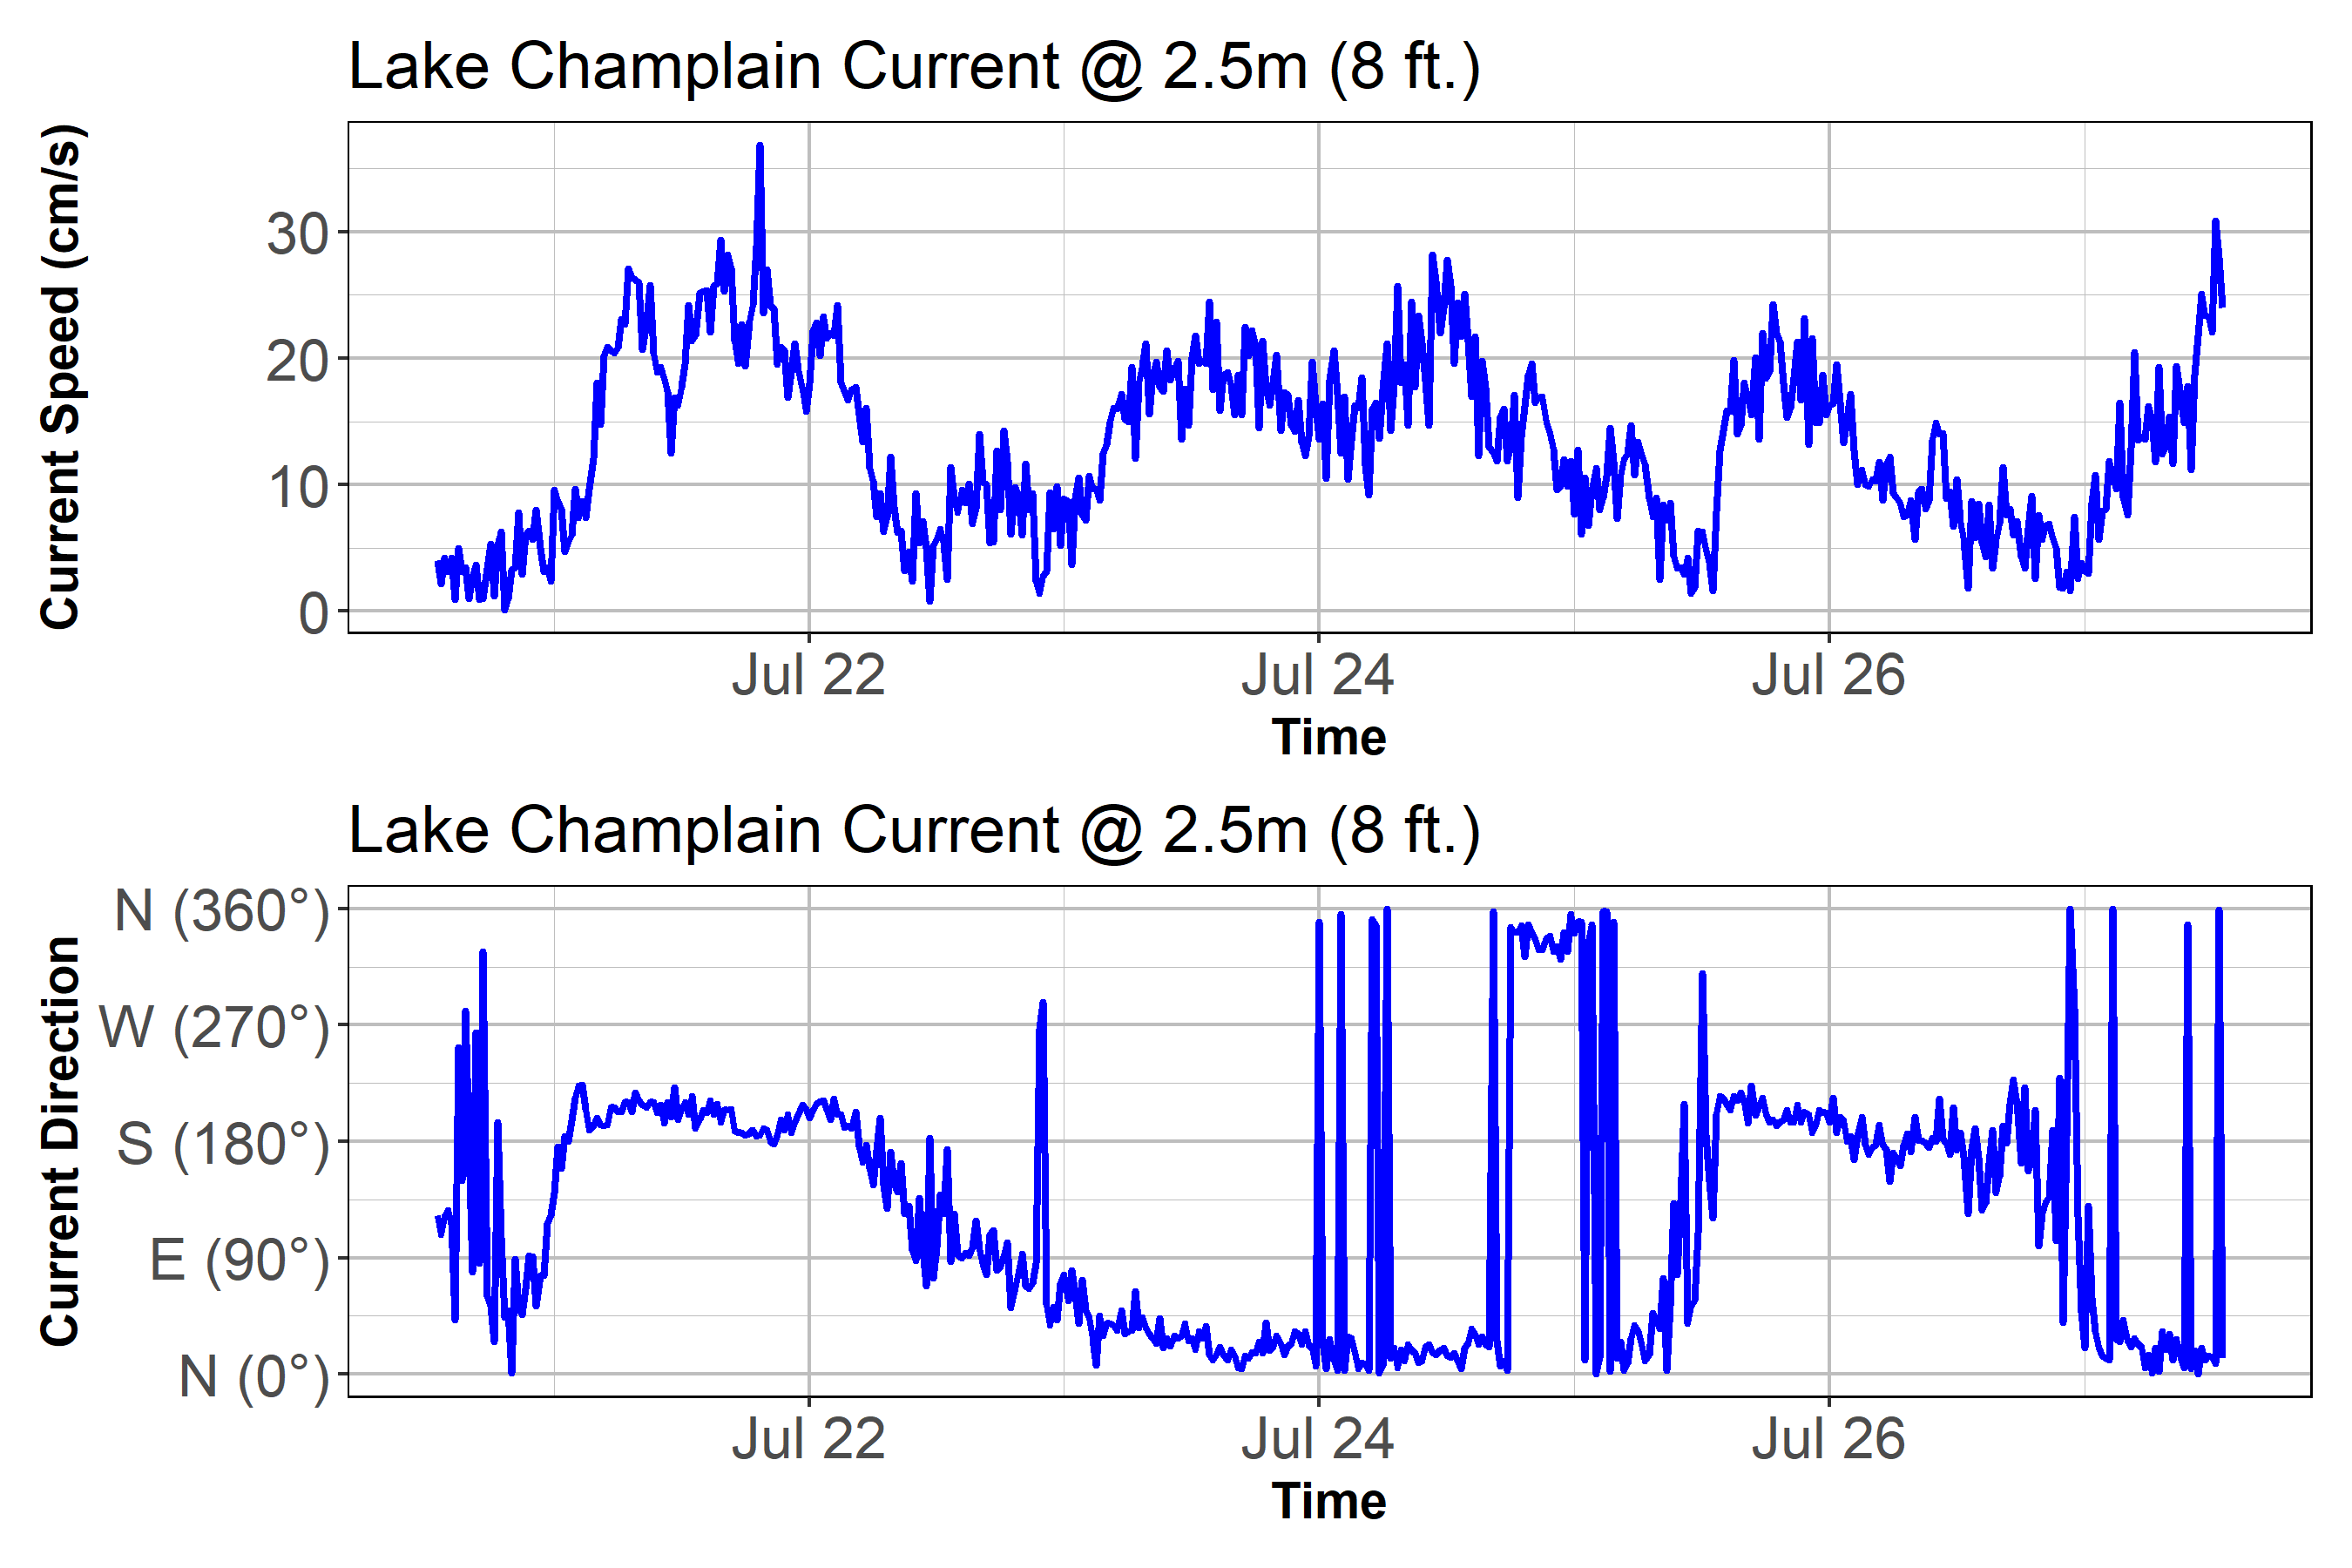 Lake Champlain Current @ 2.5m (8 ft.)
Current Speed (cm/s)
30
20
10
0
Jul 22 Jul 24 Jul 26
Time
Lake Champlain Current @ 2.5m (8 ft.)
Current Direction
N (360°)
W (270°)
S (180°)
E (90°)
N (0°)
Jul 22 Jul 24 Jul 26
Time